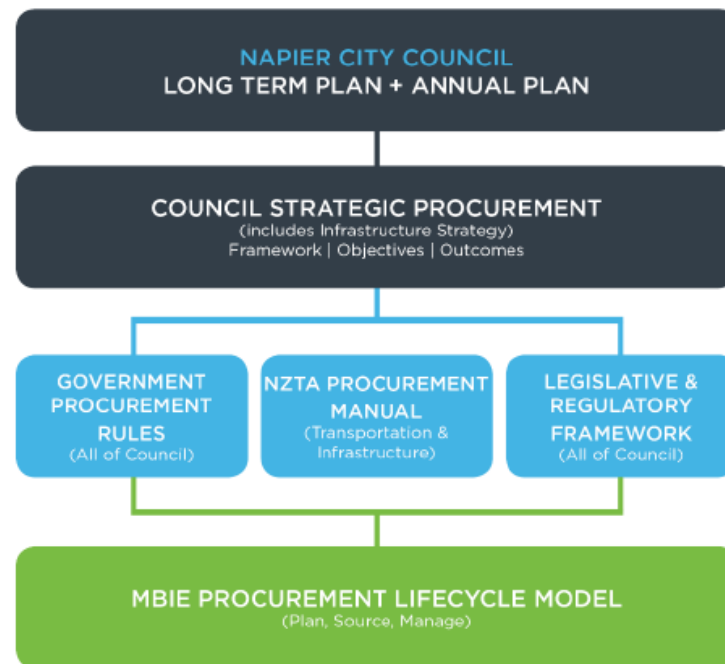 NAPIER CITY COUNCIL
LONG TERM PLAN + ANNUAL PLAN
COUNCIL STRATEGIC PROCUREMENT
(includes Infrastructure Strategy)
Framework | Objectives | Outcomes
GOVERNMENT
PROCUREMENT
RULES
(All of Council)
NZTA PROCUREMENT
MANUAL
(Transportation &
Infrastructure)
LEGISLATIVE &
REGULATORY
FRAMEWORK
(All of Council)
MBIE PROCUREMENT LIFECYCLE MODEL
(Plan, Source, Manage)